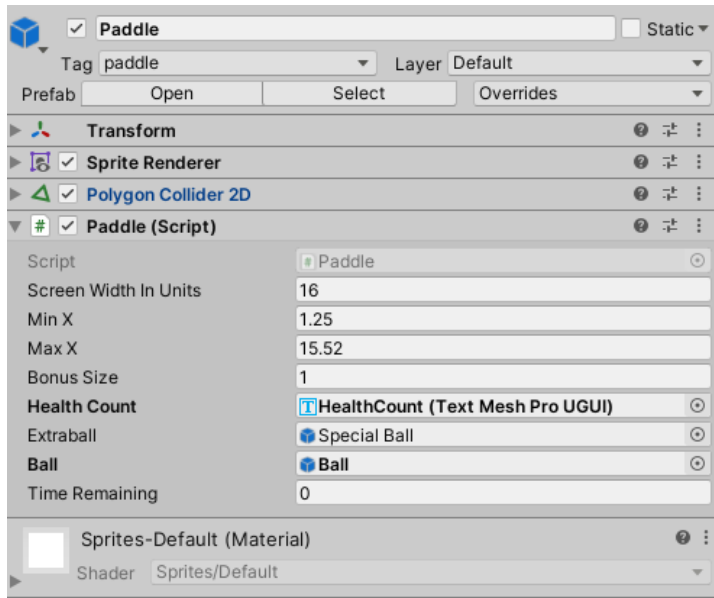 Paddle Static
Tag paddle Layer Default
Prefab Open Select Overrides
Transform
Sprite Renderer
Polygon Collider 2D
# Paddle (Script)
Script # Paddle
Screen Width In Units 16
Min X 1.25
Max X 15.52
Bonus Size 1
Health Count T HealthCount (Text Mesh Pro UGUI)
Extraball Special Ball
Ball Ball
Time Remaining 0
Sprites-Default (Material)
Shader Sprites/Default